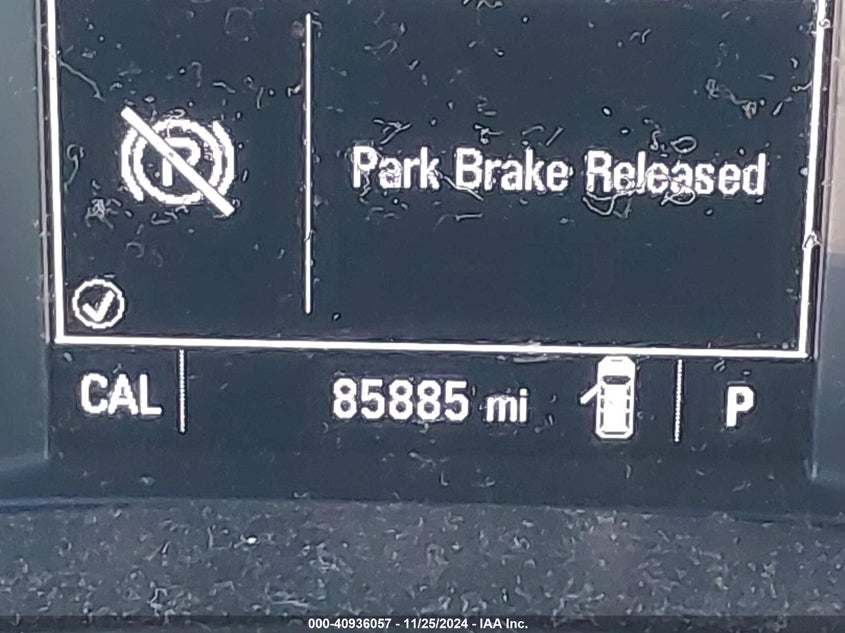 P
Park Brake Released
CAL 85885 mi P
000-40936057 - 11/25/2024 - IAA Inc.